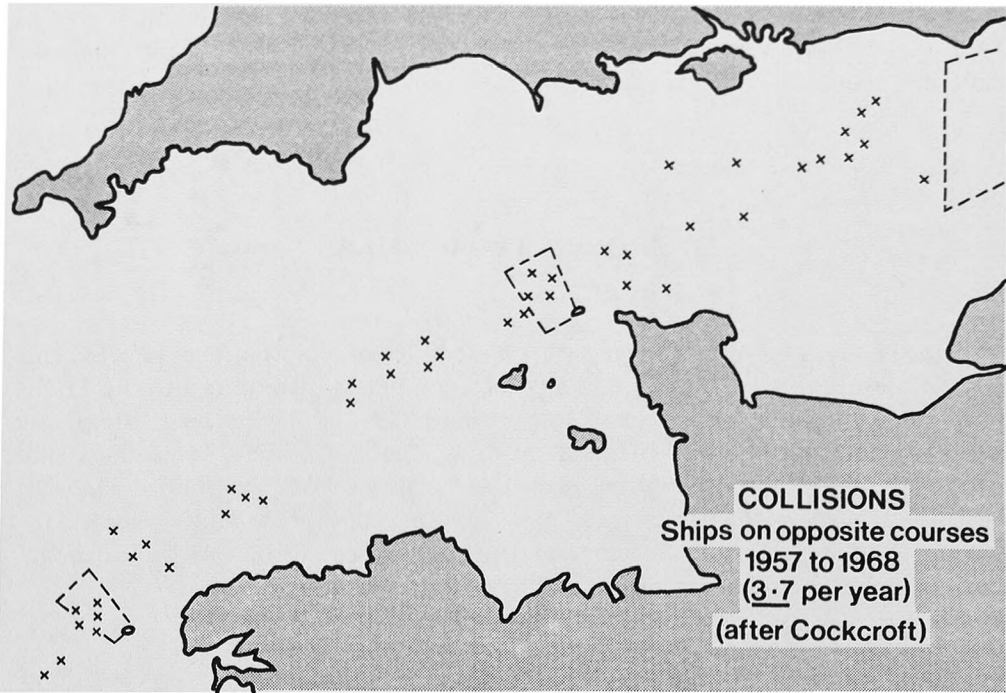 COLLISIONS
Ships on opposite courses
1957 to 1968
(3·7 per year)
(after Cockcroft)